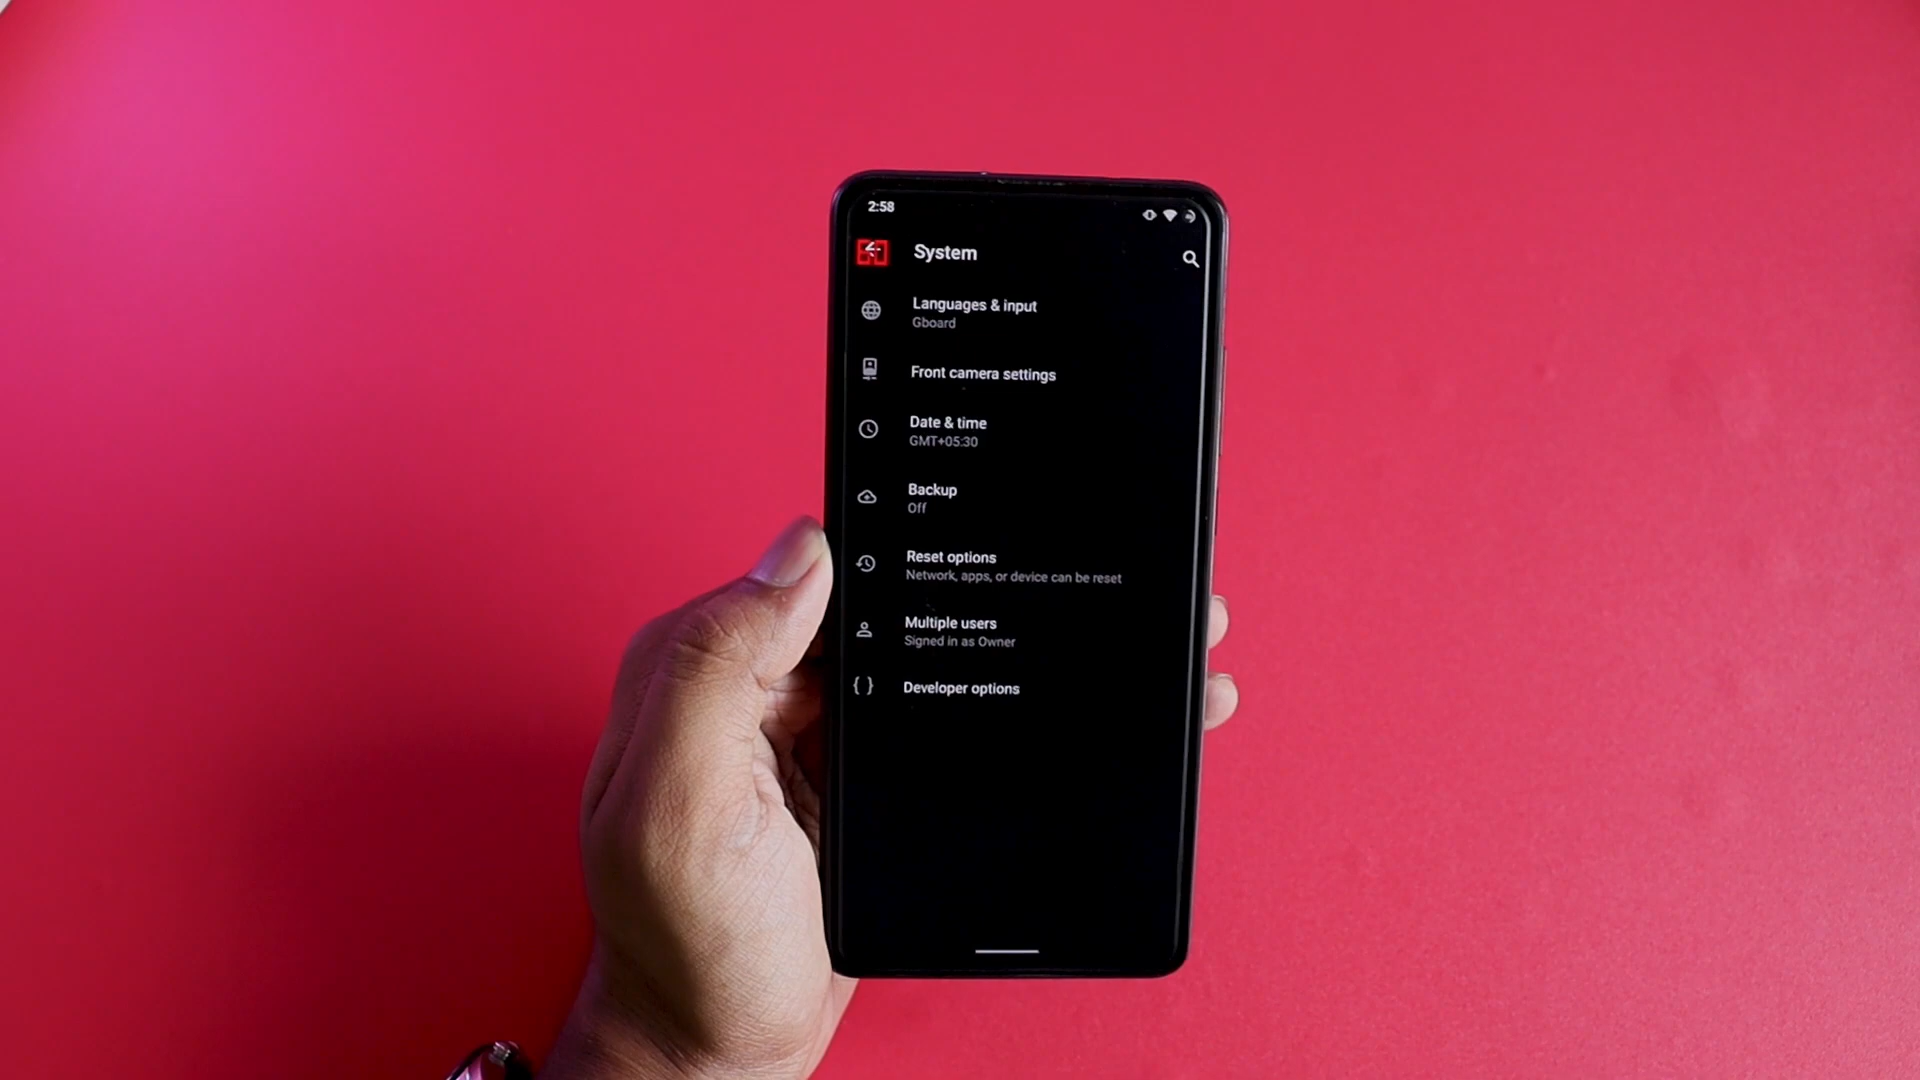 2:58
System
Languages & input
Gboard
Front camera settings
Date & time
GMT+05:30
Backup
Off
Reset options
Network, apps, or device can be reset
Multiple users
Signed in as Owner
Developer options